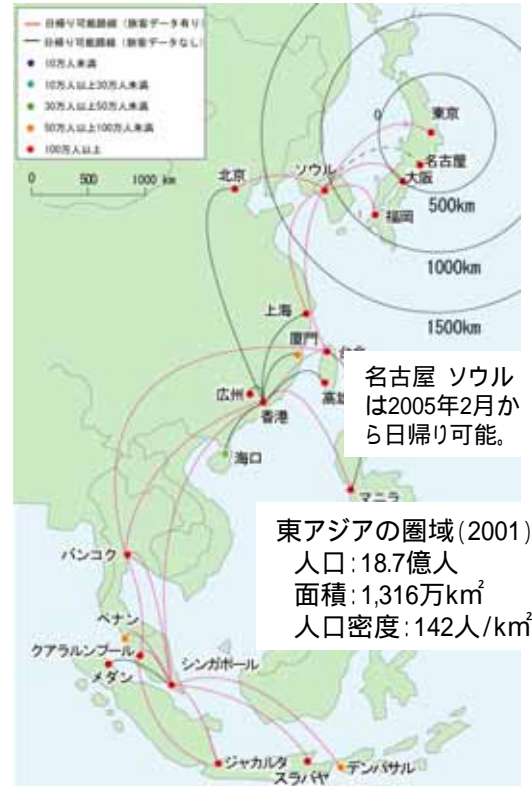 日帰り可能路線（旅客データ有り）
日帰り可能路線（旅客データなし）
10万人未満
10万人以上30万人未満
30万人以上50万人未満
50万人以上100万人未満
100万人以上
0 500 1000 km
0
東京
名古屋
大阪
福岡
ソウル
北京
500km
1000km
1500km
上海
厦門
広州
香港
海口
名古屋 ソウル
は2005年2月か
ら日帰り可能。
マニラ
東アジアの圏域(2001)
人口:18.7億人
面積:1,316万km²
人口密度:142人/km²
バンコク
ペナン
クアラルンプール
メダン
シンガポール
ジャカルタ
スラバヤ
デンパサル